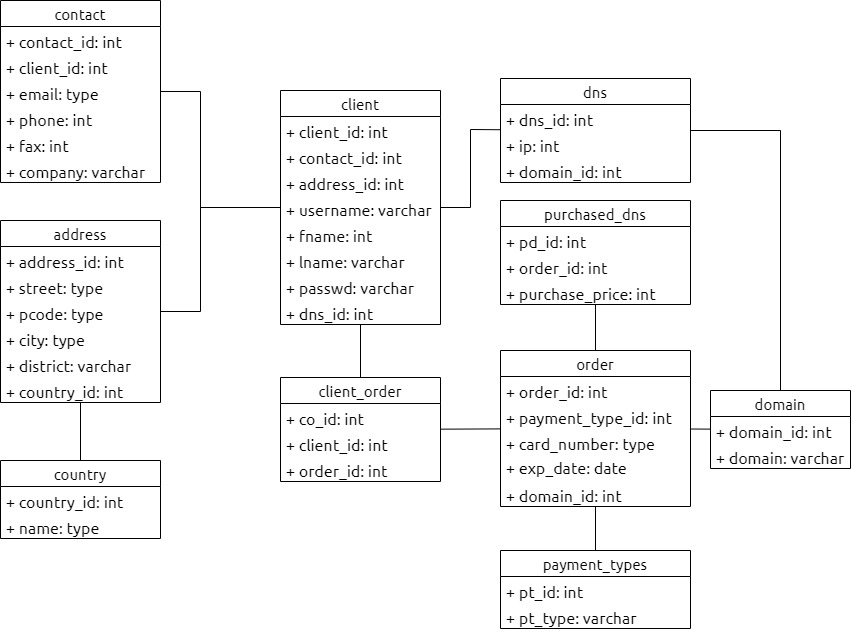 contact
+ contact_id: int
+ client_id: int
+ email: type
+ phone: int
+ fax: int
+ company: varchar
address
+ address_id: int
+ street: type
+ pcode: type
+ city: type
+ district: varchar
+ country_id: int
country
+ country_id: int
+ name: type
client
+ client_id: int
+ contact_id: int
+ address_id: int
+ username: varchar
+ fname: int
+ lname: varchar
+ passwd: varchar
+ dns_id: int
client_order
+ co_id: int
+ client_id: int
+ order_id: int
dns
+ dns_id: int
+ ip: int
+ domain_id: int
purchased_dns
+ pd_id: int
+ order_id: int
+ purchase_price: int
order
+ order_id: int
+ payment_type_id: int
+ card_number: type
+ exp_date: date
+ domain_id: int
payment_types
+ pt_id: int
+ pt_type: varchar
domain
+ domain_id: int
+ domain: varchar